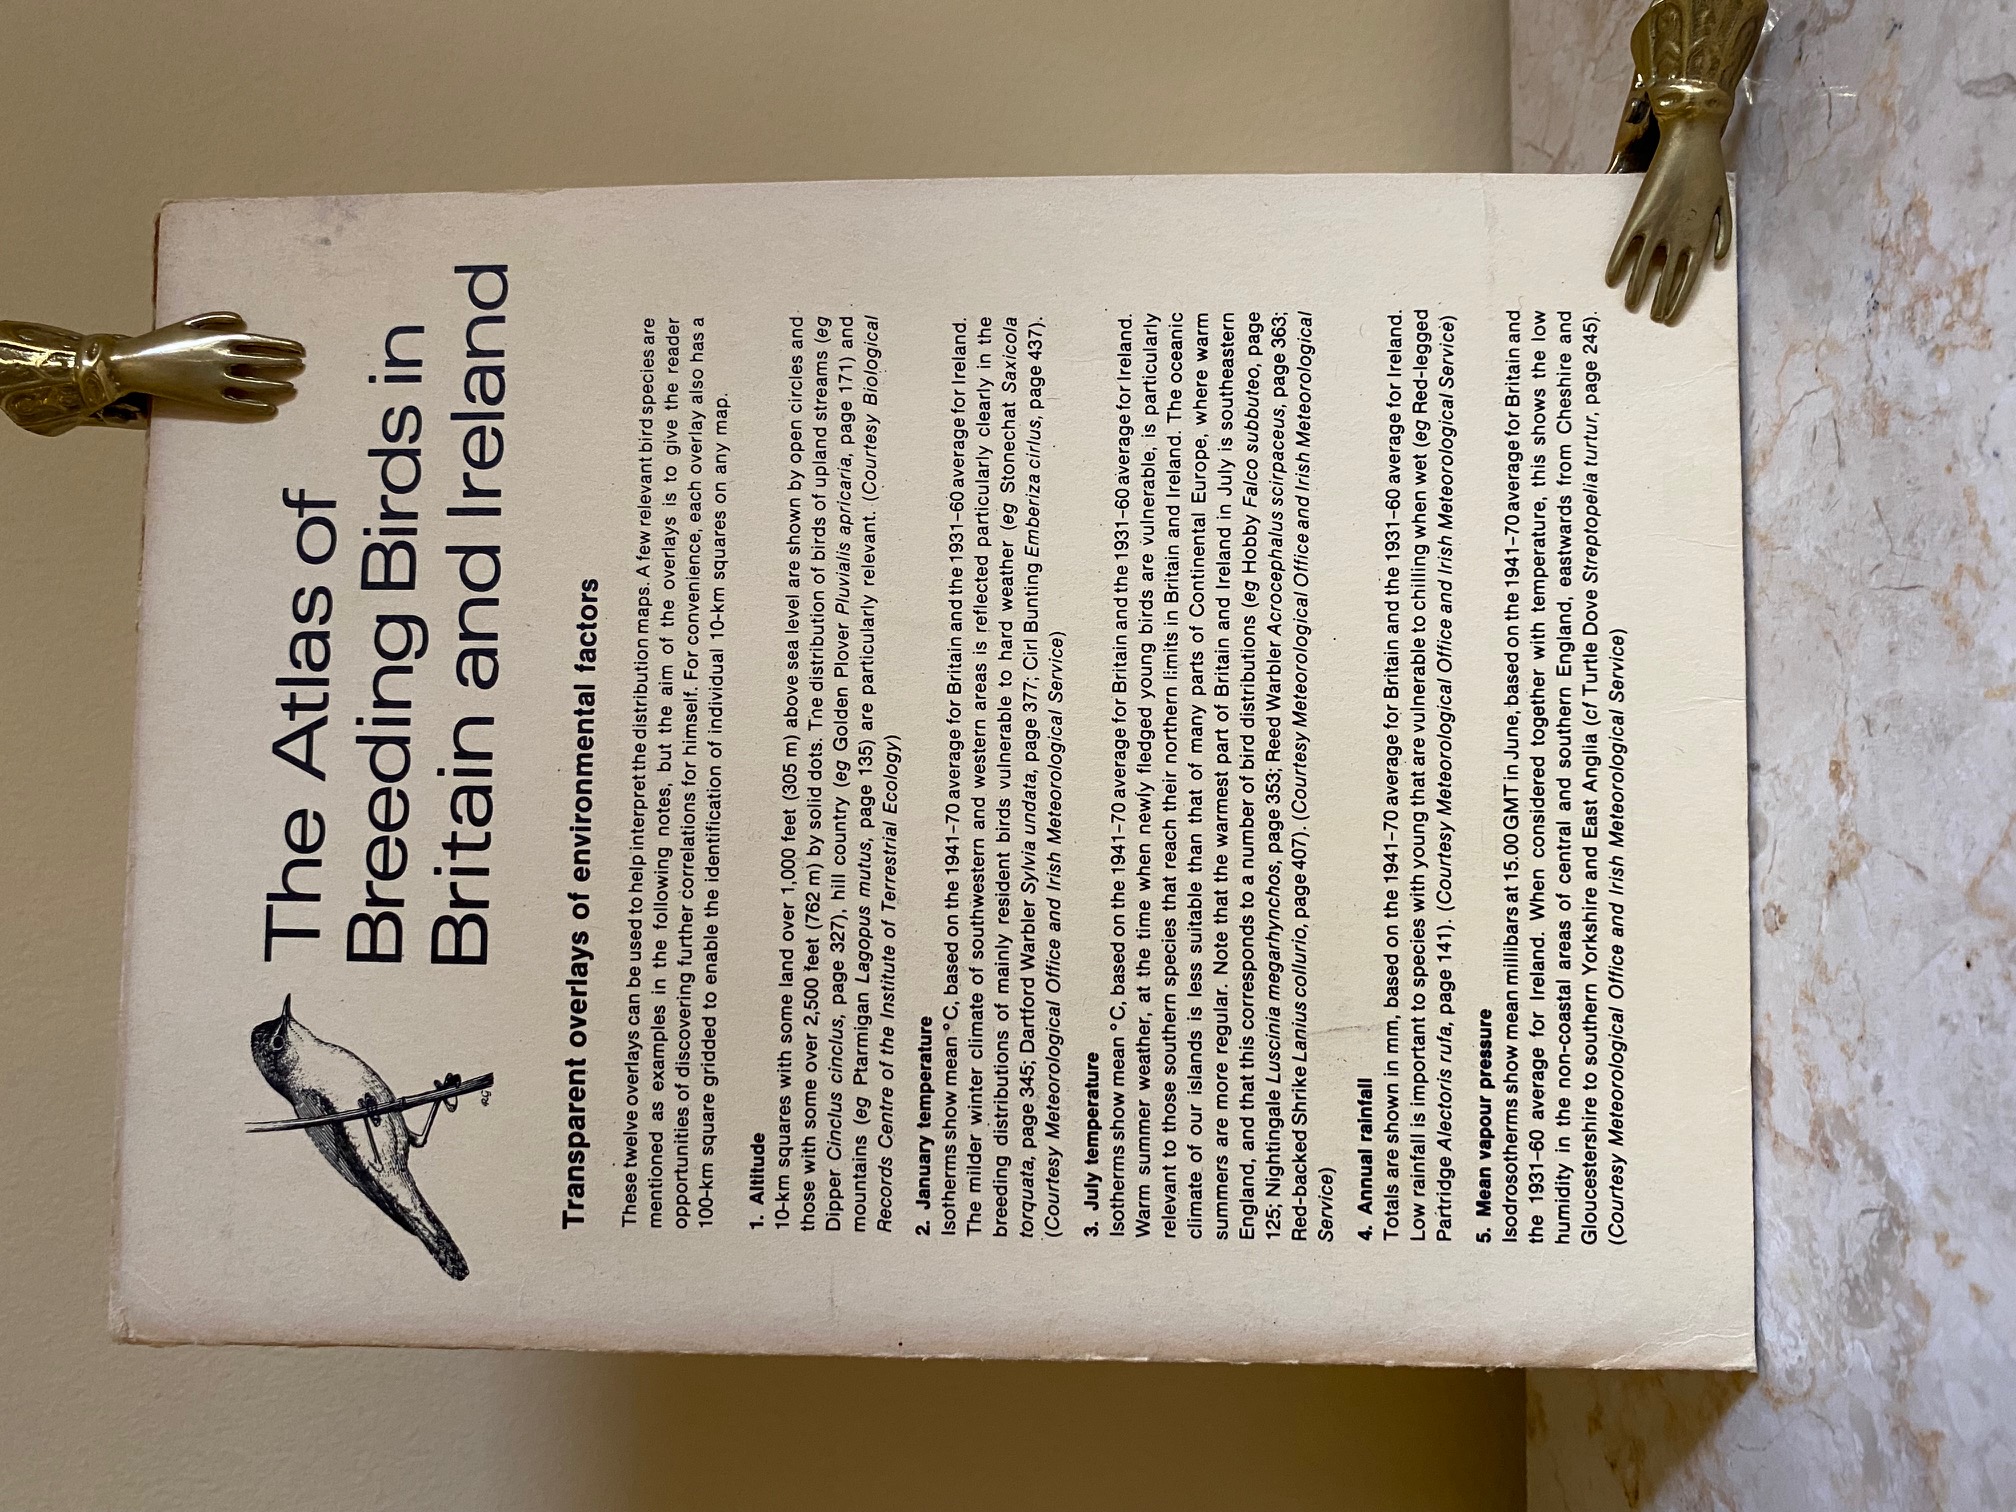 The Atlas of
Breeding Birds in
Britain and Ireland
RG
Transparent overlays of environmental factors
These twelve overlays can be used to help interpret the distribution maps. A few relevant bird species are
mentioned as examples in the following notes, but the aim of the overlays is to give the reader
opportunities of discovering further correlations for himself. For convenience, each overlay also has a
100-km square gridded to enable the identification of individual 10-km squares on any map.
1. Altitude
10-km squares with some land over 1,000 feet (305 m) above sea level are shown by open circles and
those with some over 2,500 feet (762 m) by solid dots. The distribution of birds of upland streams (eg
Dipper Cinclus cinclus, page 327), hill country (eg Golden Plover Pluvialis apricaria, page 171) and
mountains (eg Ptarmigan Lagopus mutus, page 135) are particularly relevant. (Courtesy Biological
Records Centre of the Institute of Terrestrial Ecology)
2. January temperature
Isotherms show mean °C, based on the 1941–70 average for Britain and the 1931–60 average for Ireland.
The milder winter climate of southwestern and western areas is reflected particularly clearly in the
breeding distributions of mainly resident birds vulnerable to hard weather (eg Stonechat Saxicola
torquata, page 345; Dartford Warbler Sylvia undata, page 377; Cirl Bunting Emberiza cirlus, page 437).
(Courtesy Meteorological Office and Irish Meteorological Service)
3. July temperature
Isotherms show mean °C, based on the 1941–70 average for Britain and the 1931–60 average for Ireland.
Warm summer weather, at the time when newly fledged young birds are vulnerable, is particularly
relevant to those southern species that reach their northern limits in Britain and Ireland. The oceanic
climate of our islands is less suitable than that of many parts of Continental Europe, where warm
summers are more regular. Note that the warmest part of Britain and Ireland in July is southeastern
England, and that this corresponds to a number of bird distributions (eg Hobby Falco subbuteo, page
125; Nightingale Luscinia megarhynchos, page 353; Reed Warbler Acrocephalus scirpaceus, page 363;
Red-backed Shrike Lanius collurio, page 407). (Courtesy Meteorological Office and Irish Meteorological
Service)
4. Annual rainfall
Totals are shown in mm, based on the 1941–70 average for Britain and the 1931–60 average for Ireland.
Low rainfall is important to species with young that are vulnerable to chilling when wet (eg Red-legged
Partridge Alectoris rufa, page 141). (Courtesy Meteorological Office and Irish Meteorological Service)
5. Mean vapour pressure
Isodrosotherms show mean millibars at 15.00 GMT in June, based on the 1941–70 average for Britain and
the 1931–60 average for Ireland. When considered together with temperature, this shows the low
humidity in the non-coastal areas of central and southern England, eastwards from Cheshire and
Gloucestershire to southern Yorkshire and East Anglia (cf Turtle Dove Streptopelia turtur, page 245).
(Courtesy Meteorological Office and Irish Meteorological Service)